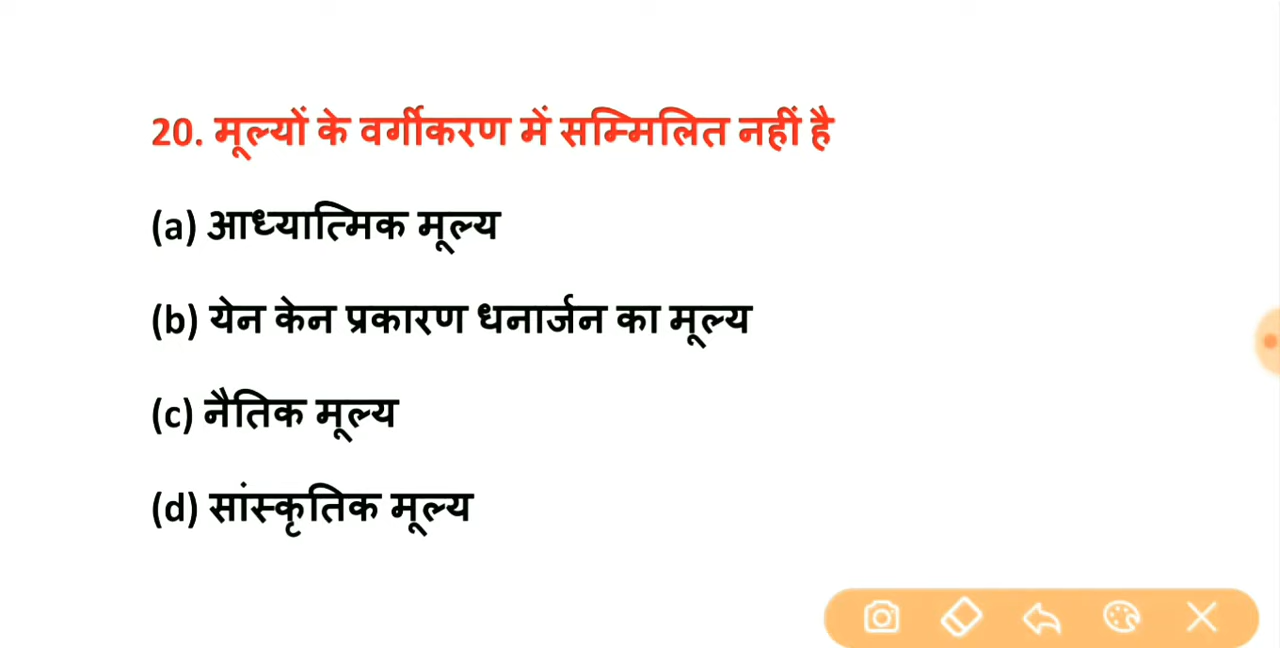 20. मूल्यों के वर्गीकरण में सम्मिलित नहीं है
(a) आध्यात्मिक मूल्य
(b) येन केन प्रकारण धनार्जन का मूल्य
(c) नैतिक मूल्य
(d) सांस्कृतिक मूल्य